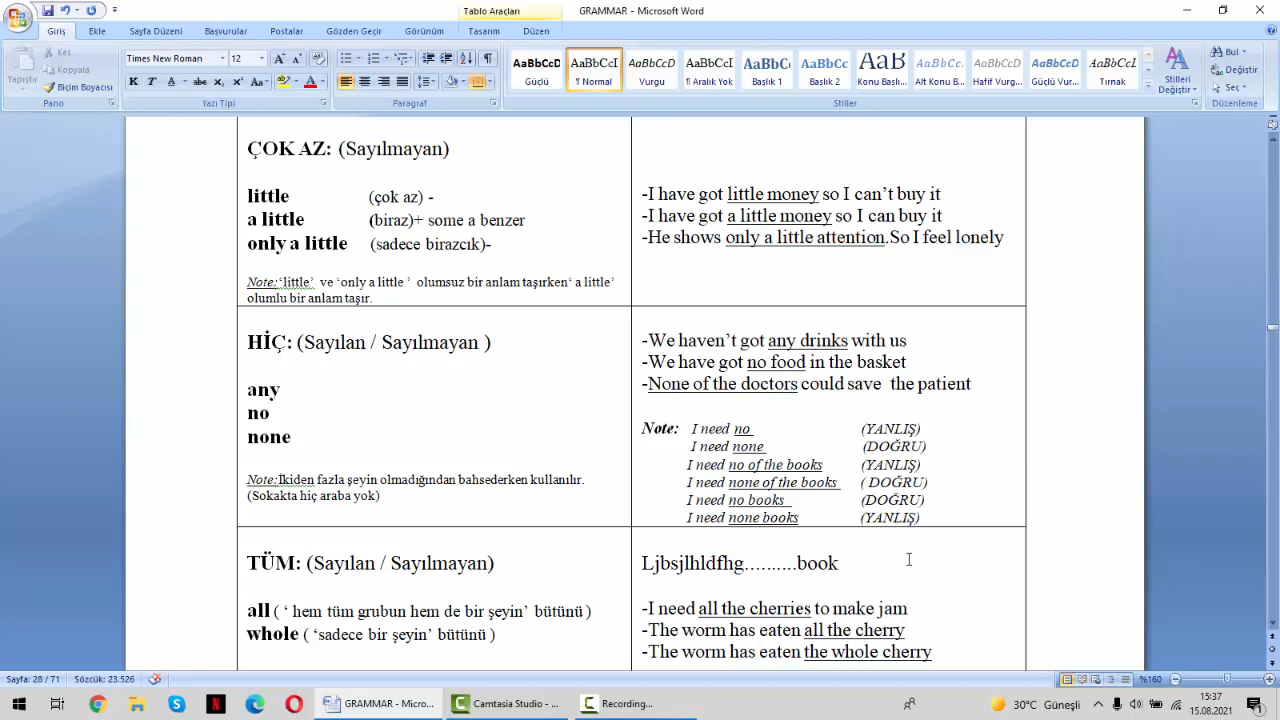 Tablo Araçları GRAMMAR - Microsoft Word
Giriş Ekle Sayfa Düzeni Başvurular Postalar Gözden Geçir Görünüm Tasarım Düzen
Yapıştır Kes Kopyala Biçim Boyacısı
Times New Roman 12
AaBbCcD AaBbCcI AaBbCcD AaBbCcI AaBbC AaBbCc AaB AaBbCc. AaBbCcD AaBbCcD AaBbCcI
Güçlü ¶ Normal Vurgu ¶ Aralık Yok Başlık 1 Başlık 2 Konu Başlı... Alt Konu B... Hafif Vurg... Güçlü Vur... Tırnak
Stilleri Değiştir
Bul
Değiştir
Seç
Pano Yazı Tipi Paragraf Stiller Düzenleme
ÇOK AZ: (Sayılmayan)
little (çok az) -
a little (biraz)+ some a benzer
only a little (sadece birazcık)-
Note:‘little’ ve ‘only a little ’ olumsuz bir anlam taşırken‘ a little’
olumlu bir anlam taşır.
-I have got little money so I can’t buy it
-I have got a little money so I can buy it
-He shows only a little attention.So I feel lonely
HİÇ: (Sayılan / Sayılmayan )
any
no
none
Note:İkiden fazla şeyin olmadığından bahsederken kullanılır.
(Sokakta hiç araba yok)
-We haven’t got any drinks with us
-We have got no food in the basket
-None of the doctors could save the patient
Note: I need no (YANLIŞ)
I need none (DOĞRU)
I need no of the books (YANLIŞ)
I need none of the books ( DOĞRU)
I need no books (DOĞRU)
I need none books (YANLIŞ)
TÜM: (Sayılan / Sayılmayan)
all ( ‘ hem tüm grubun hem de bir şeyin’ bütünü )
whole ( ‘sadece bir şeyin’ bütünü )
Ljbsjlhldfhg..........book
-I need all the cherries to make jam
-The worm has eaten all the cherry
-The worm has eaten the whole cherry
Sayfa: 28 / 71 Sözcük: 23.526 %160
GRAMMAR - Micros... Camtasia Studio - ... Recording... 30°C Güneşli 15:37
15.08.2021